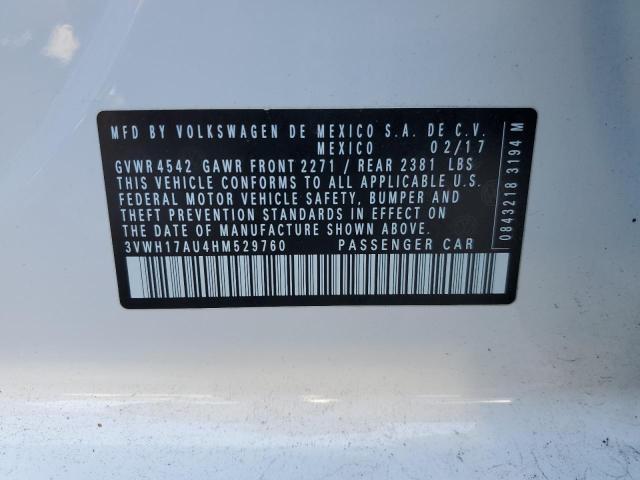 MFD BY VOLKSWAGEN DE MEXICO S.A. DE C.V.
MEXICO 02/17
GVWR 4542 GAWR FRONT 2271 / REAR 2381 LBS
THIS VEHICLE CONFORMS TO ALL APPLICABLE U.S.
FEDERAL MOTOR VEHICLE SAFETY, BUMPER AND
THEFT PREVENTION STANDARDS IN EFFECT ON
THE DATE OF MANUFACTURE SHOWN ABOVE.
3VWH17AU4HM529760 PASSENGER CAR
0843218 3194 M